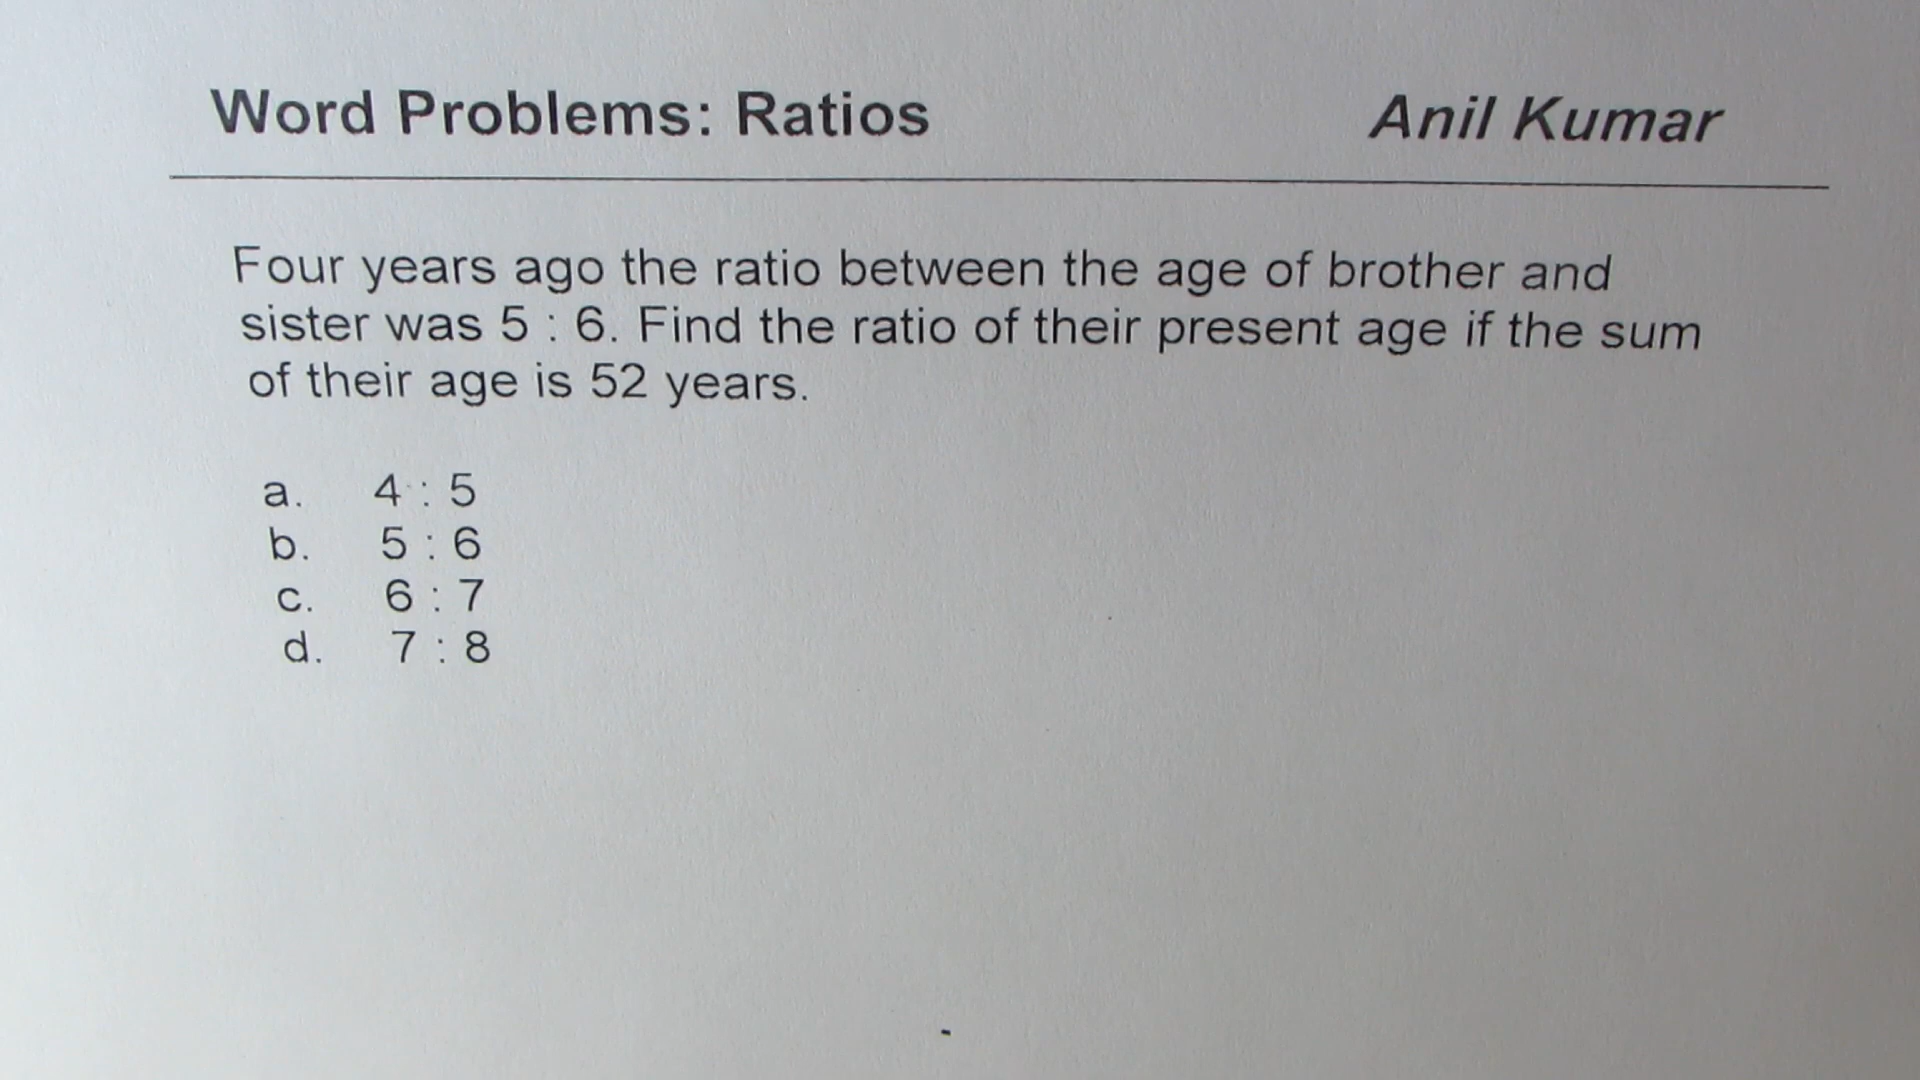 Word Problems: Ratios Anil Kumar
Four years ago the ratio between the age of brother and
sister was 5 : 6. Find the ratio of their present age if the sum
of their age is 52 years.
a. 4 : 5
b. 5 : 6
c. 6 : 7
d. 7 : 8